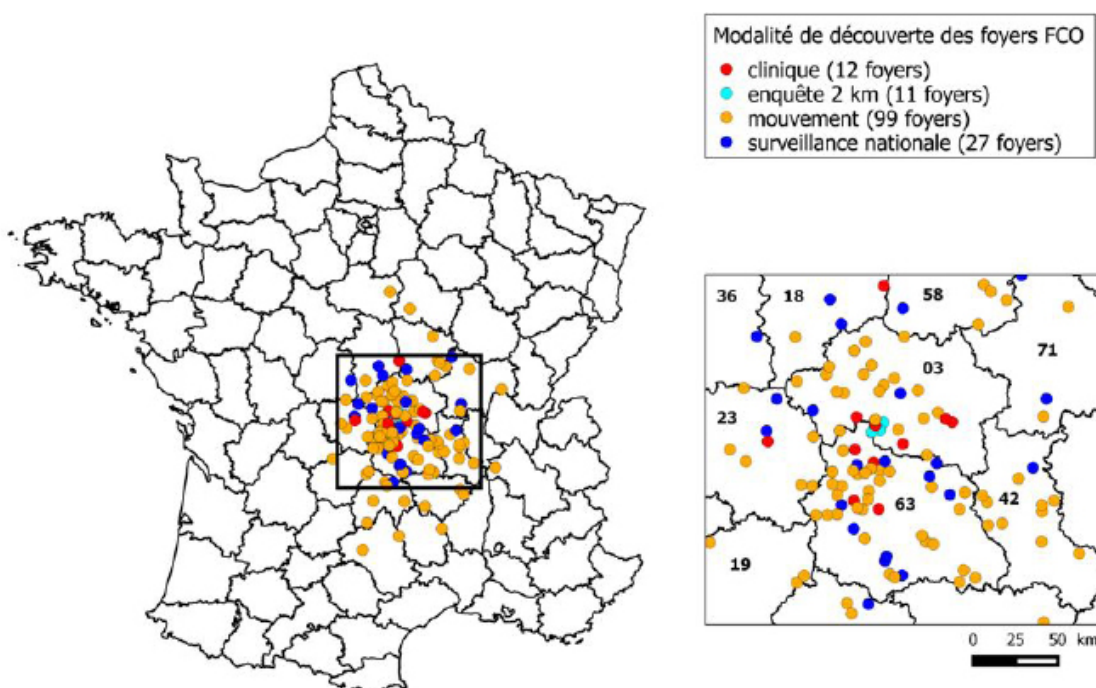 Modalité de découverte des foyers FCO
clinique (12 foyers)
enquête 2 km (11 foyers)
mouvement (99 foyers)
surveillance nationale (27 foyers)
36 18 58
03
71
23
63 42
19
0 25 50 km